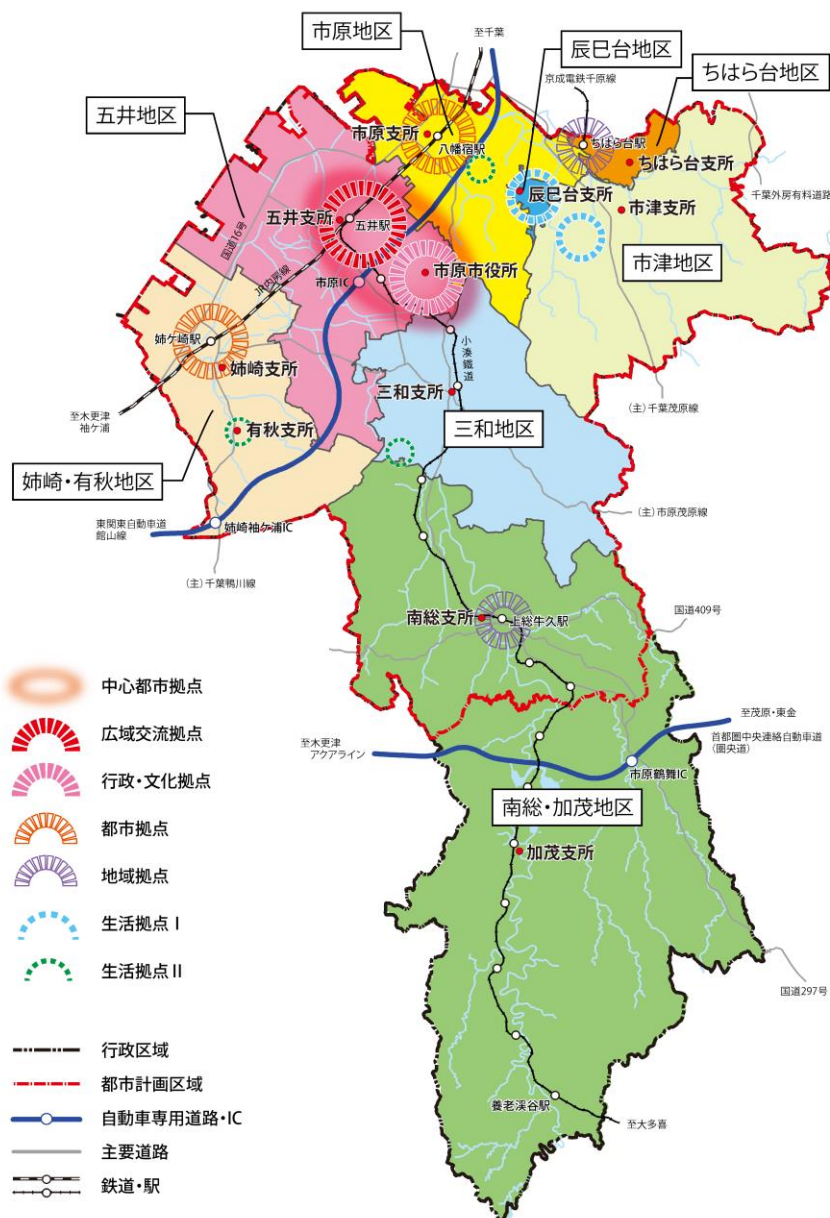 市原地区
至千葉
辰巳台地区
京成電鉄千原線
ちはら台地区
五井地区
市原支所
八幡宿駅
ちはら台駅
ちはら台支所
千葉外房有料道路
辰巳台支所
市津支所
五井支所
五井駅
国道16号
市原市役所
市津地区
JR内房線
市原IC
姉ケ崎駅
小湊鐵道
姉崎支所
三和支所
至木更津
袖ケ浦
(主)千葉茂原線
有秋支所
三和地区
姉崎・有秋地区
(主)市原茂原線
東関東自動車道
館山線
姉崎袖ケ浦IC
(主)千葉鴨川線
国道409号
南総支所
上総牛久駅
中心都市拠点
至茂原・東金
広域交流拠点
首都圏中央連絡自動車道
(圏央道)
至木更津
アクアライン
市原鶴舞IC
行政・文化拠点
南総・加茂地区
都市拠点
加茂支所
地域拠点
生活拠点Ⅰ
生活拠点Ⅱ
国道297号
行政区域
都市計画区域
養老渓谷駅
自動車専用道路・IC
至大多喜
主要道路
鉄道・駅